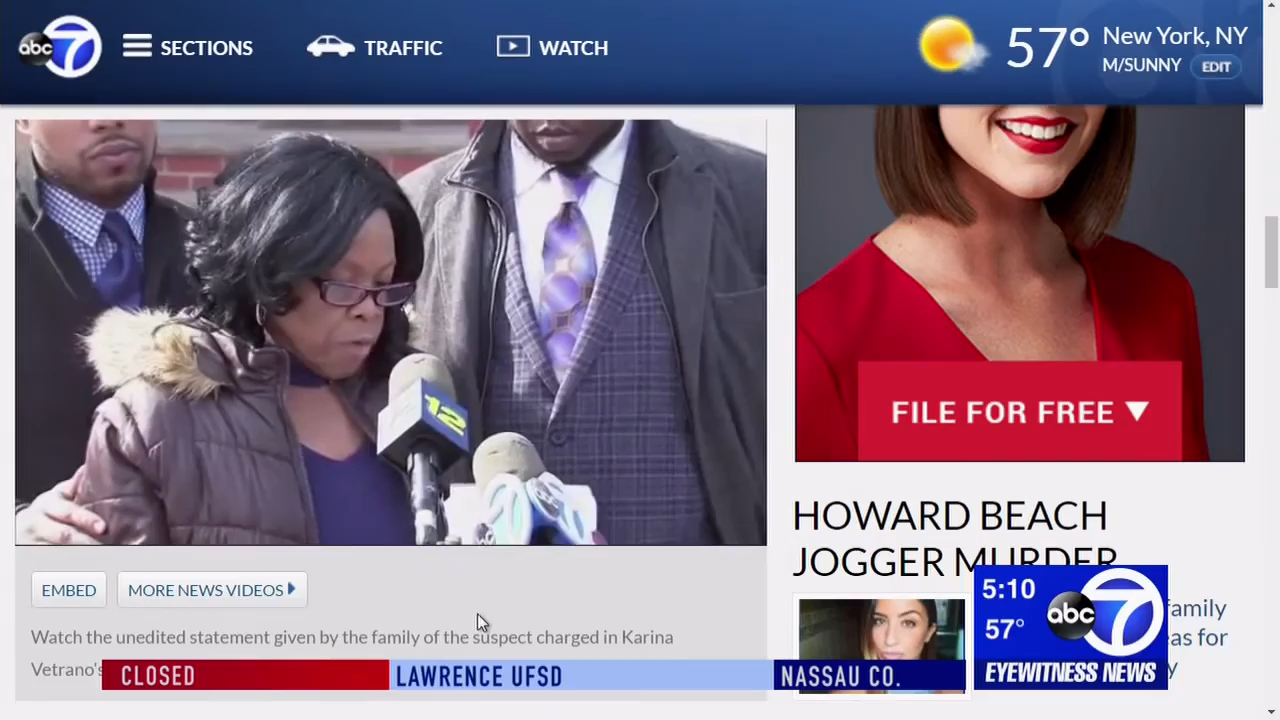 abc 7
SECTIONS
TRAFFIC
WATCH
57°
New York, NY
M/SUNNY
EDIT
12
FILE FOR FREE
HOWARD BEACH
JOGGER MURDER
EMBED
MORE NEWS VIDEOS
Watch the unedited statement given by the family of the suspect charged in Karina
Vetrano's
family
as for
CLOSED
LAWRENCE UFSD
NASSAU CO.
5:10
57°
abc 7
EYEWITNESS NEWS